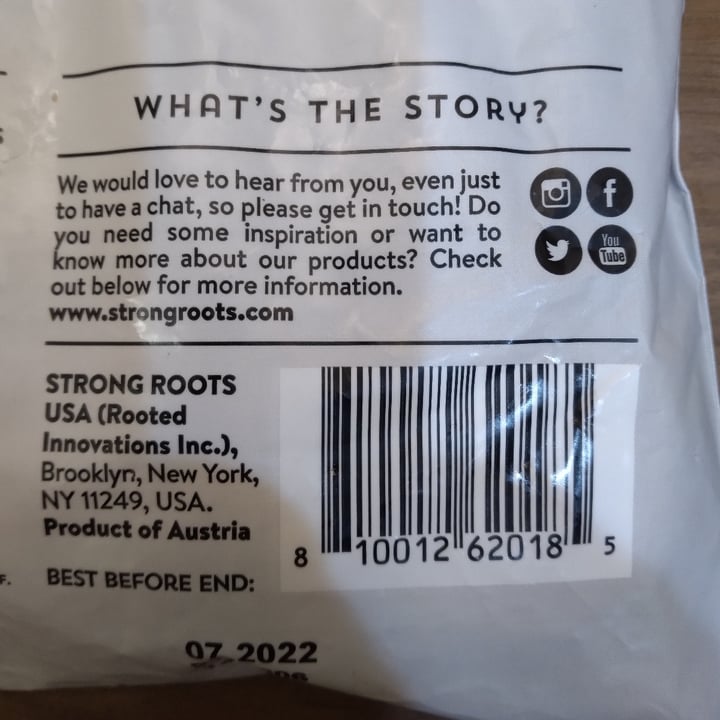 WHAT'S THE STORY?
We would love to hear from you, even just
to have a chat, so please get in touch! Do
you need some inspiration or want to
know more about our products? Check
out below for more information.
www.strongroots.com
f
You
Tube
STRONG ROOTS
USA (Rooted
Innovations Inc.),
Brooklyn, New York,
NY 11249, USA.
Product of Austria
8 10012 62018 5
BEST BEFORE END:
07 2022